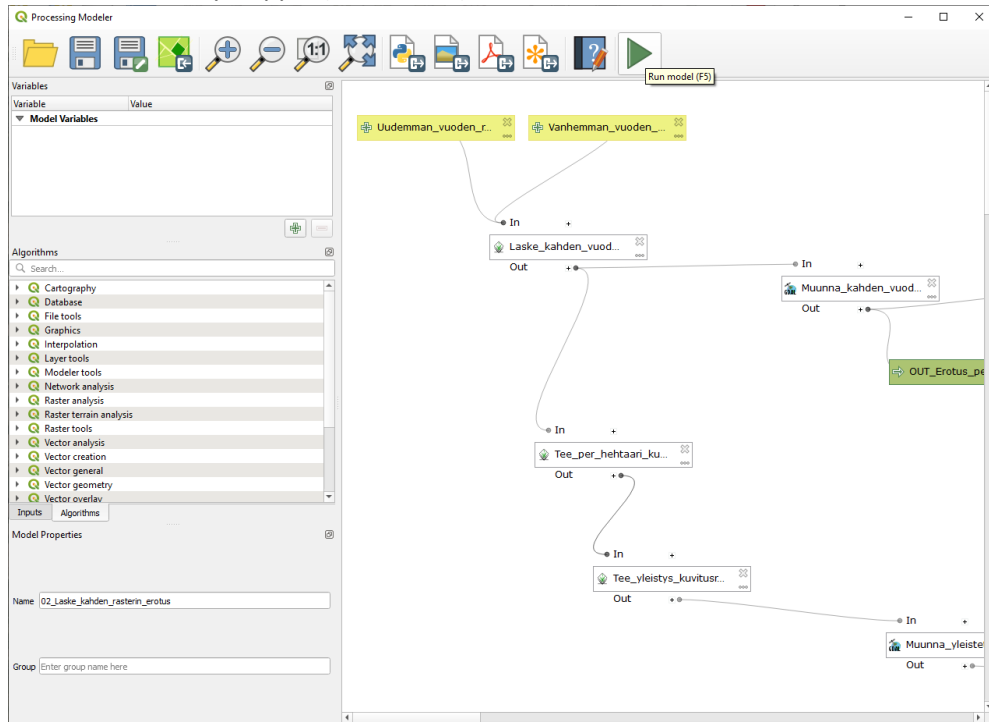 Processing Modeler
1:1
Run model (F5)
Variables
Variable Value
Model Variables
Algorithms
Search...
Cartography
Database
File tools
Graphics
Interpolation
Layer tools
Modeler tools
Network analysis
Raster analysis
Raster terrain analysis
Raster tools
Vector analysis
Vector creation
Vector general
Vector geometry
Vector overlay
Inputs Algorithms
Model Properties
Name 02_Laske_kahden_rasterin_erotus
Group Enter group name here
Uudemman_vuoden_r... Vanhemman_vuoden_...
In
Laske_kahden_vuod...
Out
In
Muunna_kahden_vuod...
Out
OUT_Erotus_pe
In
Tee_per_hehtaari_ku...
Out
In
Tee_yleistys_kuvitusr...
Out
In
Muunna_yleistet
Out